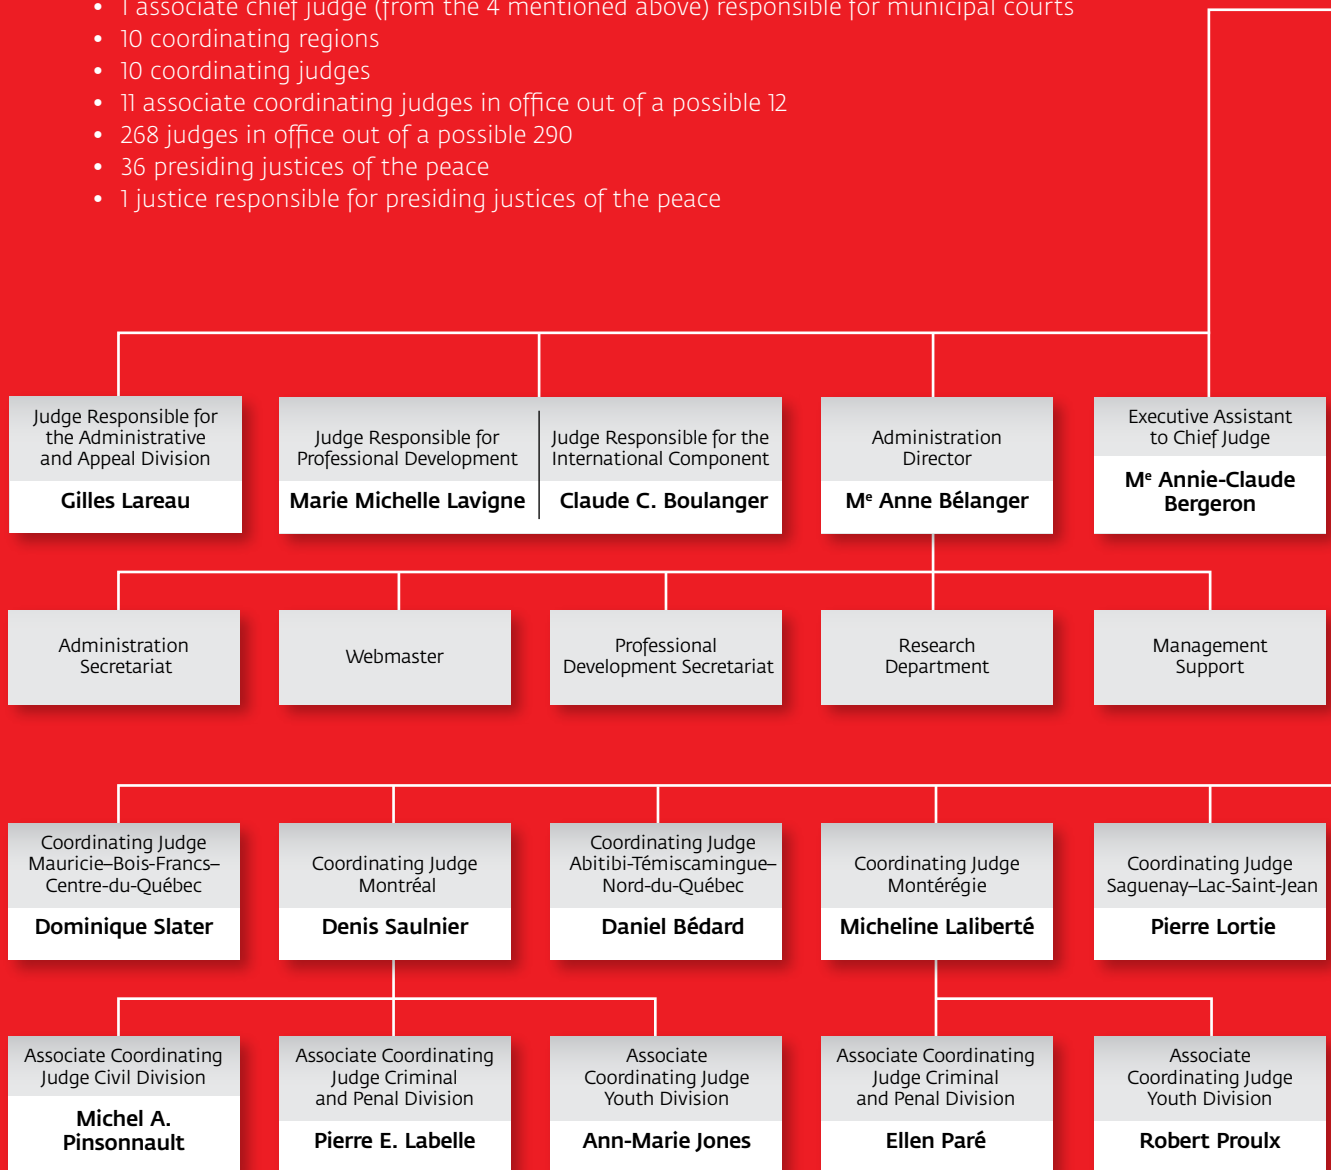 • 1 associate chief judge (from the 4 mentioned above) responsible for municipal courts
• 10 coordinating regions
• 10 coordinating judges
• 11 associate coordinating judges in office out of a possible 12
• 268 judges in office out of a possible 290
• 36 presiding justices of the peace
• 1 justice responsible for presiding justices of the peace
Judge Responsible for
the Administrative
and Appeal Division
Gilles Lareau
Judge Responsible for
Professional Development
Marie Michelle Lavigne
Judge Responsible for the
International Component
Claude C. Boulanger
Administration
Director
Me Anne Bélanger
Executive Assistant
to Chief Judge
Me Annie-Claude
Bergeron
Administration
Secretariat
Webmaster
Professional
Development Secretariat
Research
Department
Management
Support
Coordinating Judge
Mauricie–Bois-Francs–
Centre-du-Québec
Dominique Slater
Coordinating Judge
Montréal
Denis Saulnier
Coordinating Judge
Abitibi-Témiscamingue–
Nord-du-Québec
Daniel Bédard
Coordinating Judge
Montérégie
Micheline Laliberté
Coordinating Judge
Saguenay–Lac-Saint-Jean
Pierre Lortie
Associate Coordinating
Judge Civil Division
Michel A.
Pinsonnault
Associate Coordinating
Judge Criminal
and Penal Division
Pierre E. Labelle
Associate
Coordinating Judge
Youth Division
Ann-Marie Jones
Associate Coordinating
Judge Criminal
and Penal Division
Ellen Paré
Associate
Coordinating Judge
Youth Division
Robert Proulx